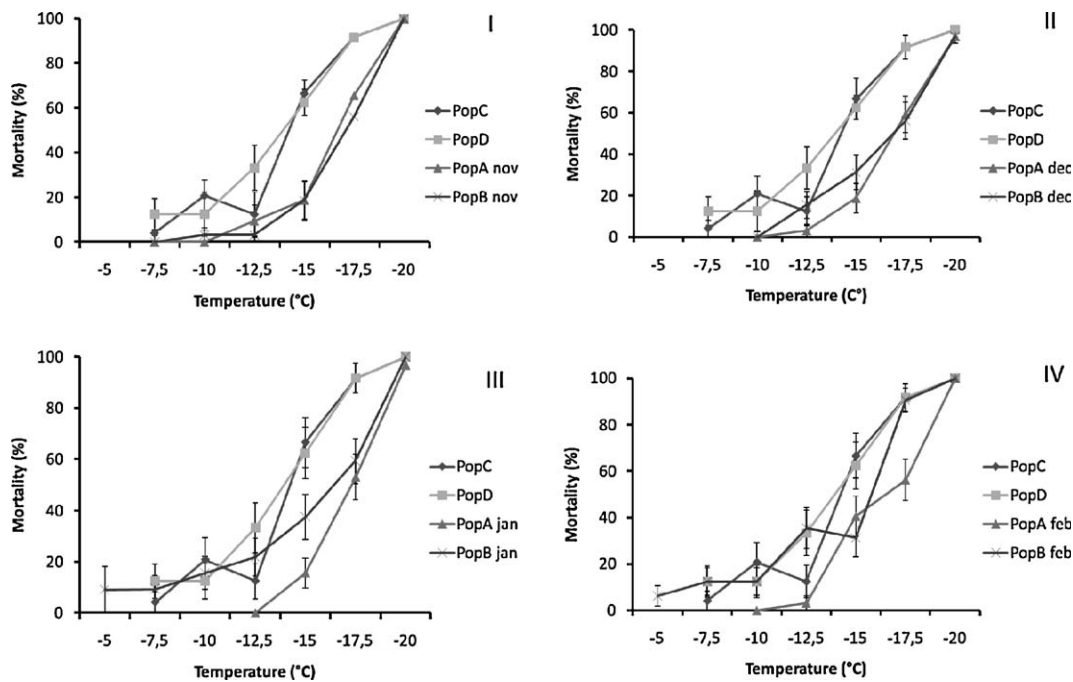 I
100
80
60
40
20
0
Mortality (%)
-5 -7,5 -10 -12,5 -15 -17,5 -20
Temperature (°C)
PopC
PopD
PopA nov
PopB nov
II
100
80
60
40
20
0
Mortality (%)
-5 -7,5 -10 -12,5 -15 -17,5 -20
Temperature (C°)
PopC
PopD
PopA dec
PopB dec
III
100
80
60
40
20
0
Mortality (%)
-5 -7,5 -10 -12,5 -15 -17,5 -20
Temperature (°C)
PopC
PopD
PopA jan
PopB jan
IV
100
80
60
40
20
0
Mortality (%)
-5 -7,5 -10 -12,5 -15 -17,5 -20
Temperature (°C)
PopC
PopD
PopA feb
PopB feb